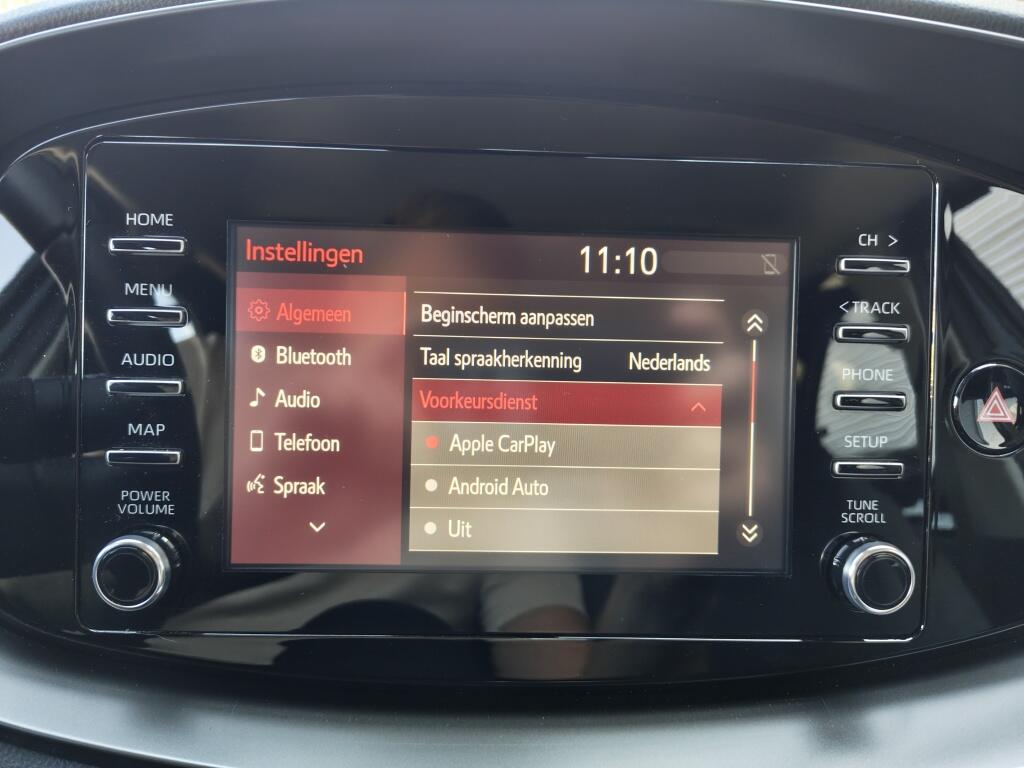 HOME
MENU
AUDIO
MAP
POWER
VOLUME
Instellingen
11:10
Algemeen
Bluetooth
Audio
Telefoon
Spraak
Beginscherm aanpassen
Taal spraakherkenning Nederlands
Voorkeursdienst
Apple CarPlay
Android Auto
Uit
CH >
< TRACK
PHONE
SETUP
TUNE
SCROLL